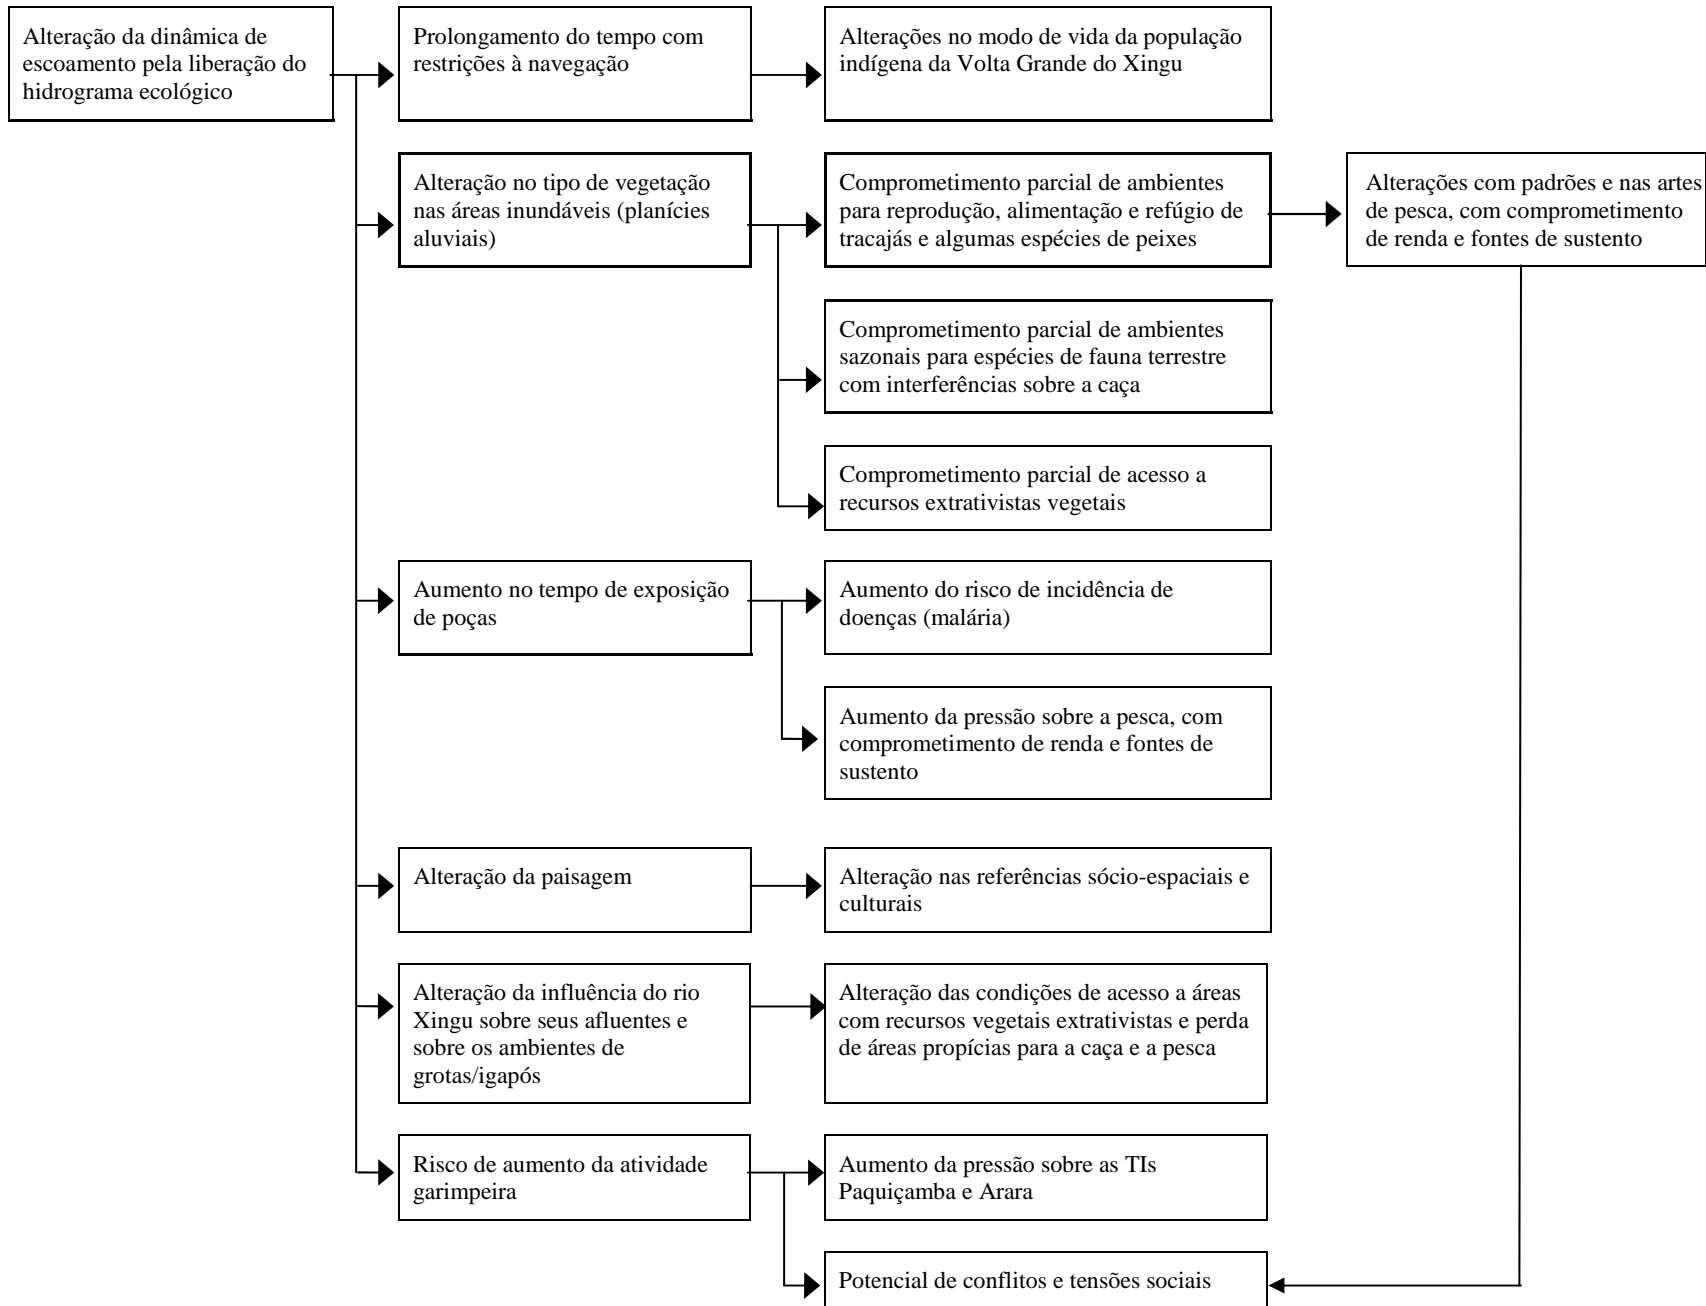 Alteração da dinâmica de
escoamento pela liberação do
hidrograma ecológico
Prolongamento do tempo com
restrições à navegação
Alterações no modo de vida da população
indígena da Volta Grande do Xingu
Alteração no tipo de vegetação
nas áreas inundáveis (planícies
aluviais)
Comprometimento parcial de ambientes
para reprodução, alimentação e refúgio de
tracajás e algumas espécies de peixes
Alterações com padrões e nas artes
de pesca, com comprometimento
de renda e fontes de sustento
Comprometimento parcial de ambientes
sazonais para espécies de fauna terrestre
com interferências sobre a caça
Comprometimento parcial de acesso a
recursos extrativistas vegetais
Aumento no tempo de exposição
de poças
Aumento do risco de incidência de
doenças (malária)
Aumento da pressão sobre a pesca, com
comprometimento de renda e fontes de
sustento
Alteração da paisagem
Alteração nas referências sócio-espaciais e
culturais
Alteração da influência do rio
Xingu sobre seus afluentes e
sobre os ambientes de
grotas/igapós
Alteração das condições de acesso a áreas
com recursos vegetais extrativistas e perda
de áreas propícias para a caça e a pesca
Risco de aumento da atividade
garimpeira
Aumento da pressão sobre as TIs
Paquiçamba e Arara
Potencial de conflitos e tensões sociais